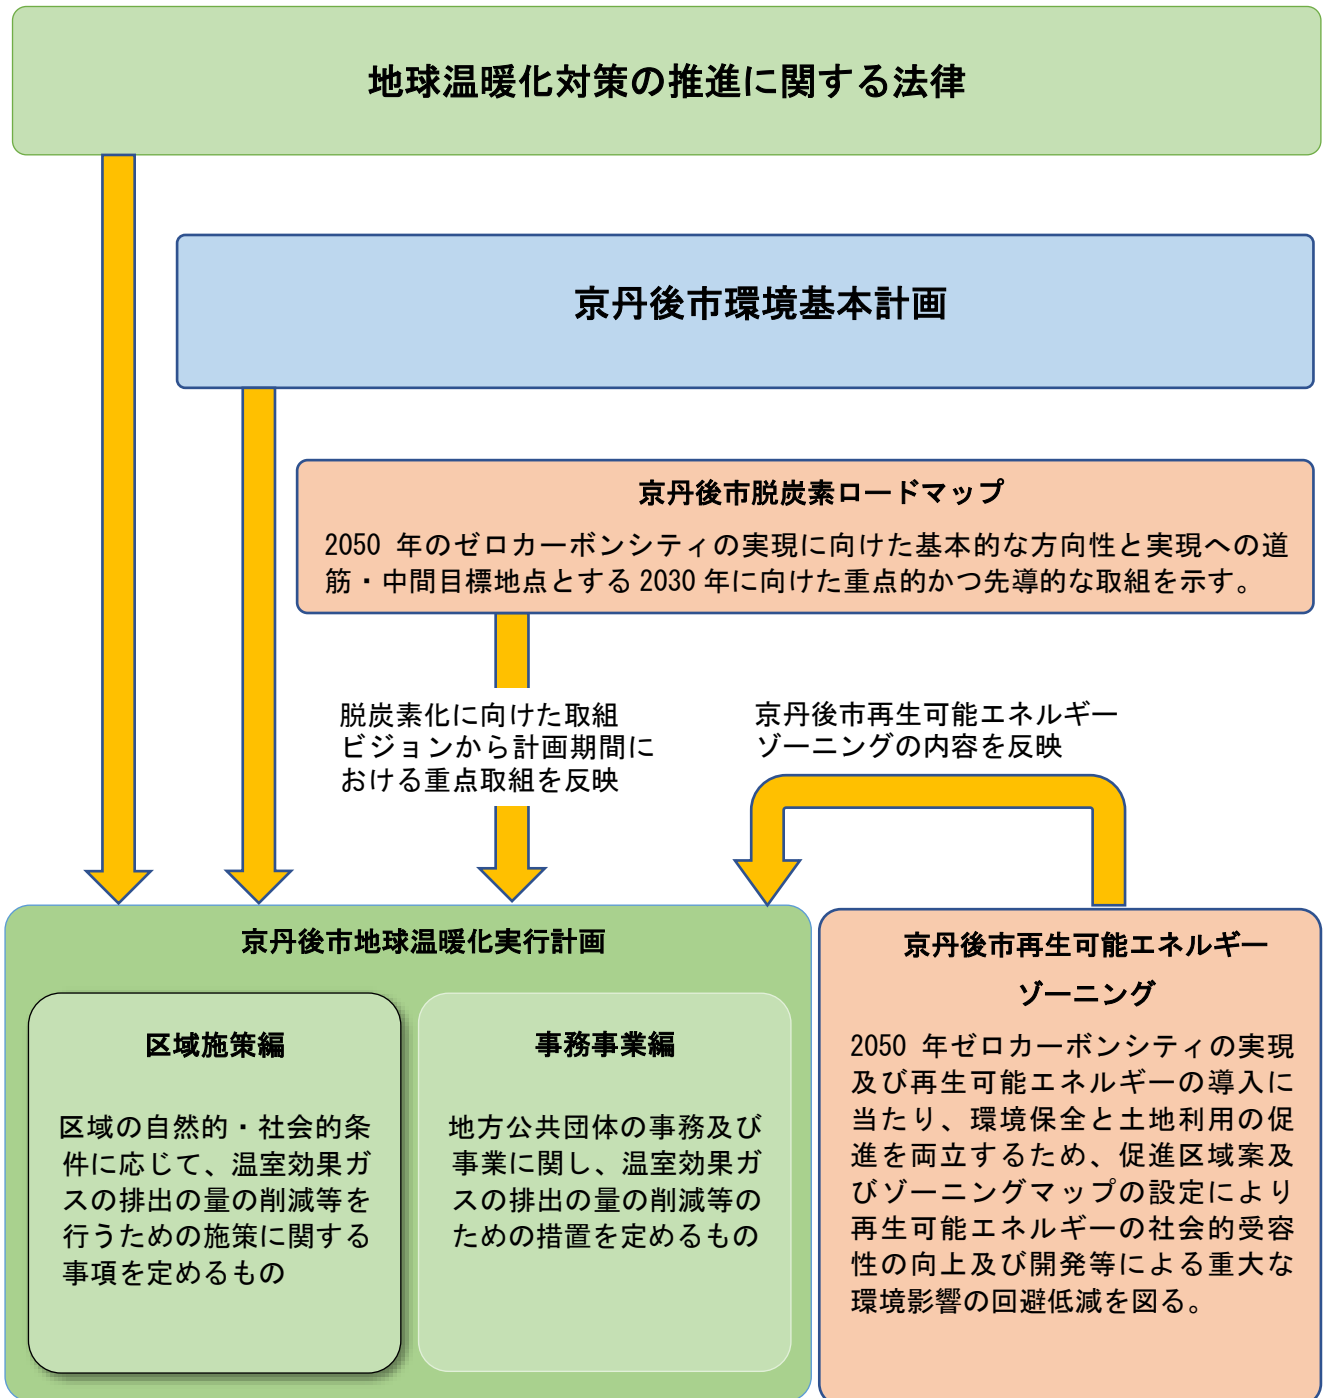 地球温暖化対策の推進に関する法律
京丹後市環境基本計画
京丹後市脱炭素ロードマップ
2050 年のゼロカーボンシティの実現に向けた基本的な方向性と実現への道
筋・中間目標地点とする 2030 年に向けた重点的かつ先導的な取組を示す。
脱炭素化に向けた取組
ビジョンから計画期間に
おける重点取組を反映
京丹後市再生可能エネルギー
ゾーニングの内容を反映
京丹後市地球温暖化実行計画
区域施策編
区域の自然的・社会的条
件に応じて、温室効果ガ
スの排出の量の削減等を
行うための施策に関する
事項を定めるもの
事務事業編
地方公共団体の事務及び
事業に関し、温室効果ガ
スの排出の量の削減等の
ための措置を定めるもの
京丹後市再生可能エネルギー
ゾーニング
2050 年ゼロカーボンシティの実現
及び再生可能エネルギーの導入に
当たり、環境保全と土地利用の促
進を両立するため、促進区域案及
びゾーニングマップの設定により
再生可能エネルギーの社会的受容
性の向上及び開発等による重大な
環境影響の回避低減を図る。